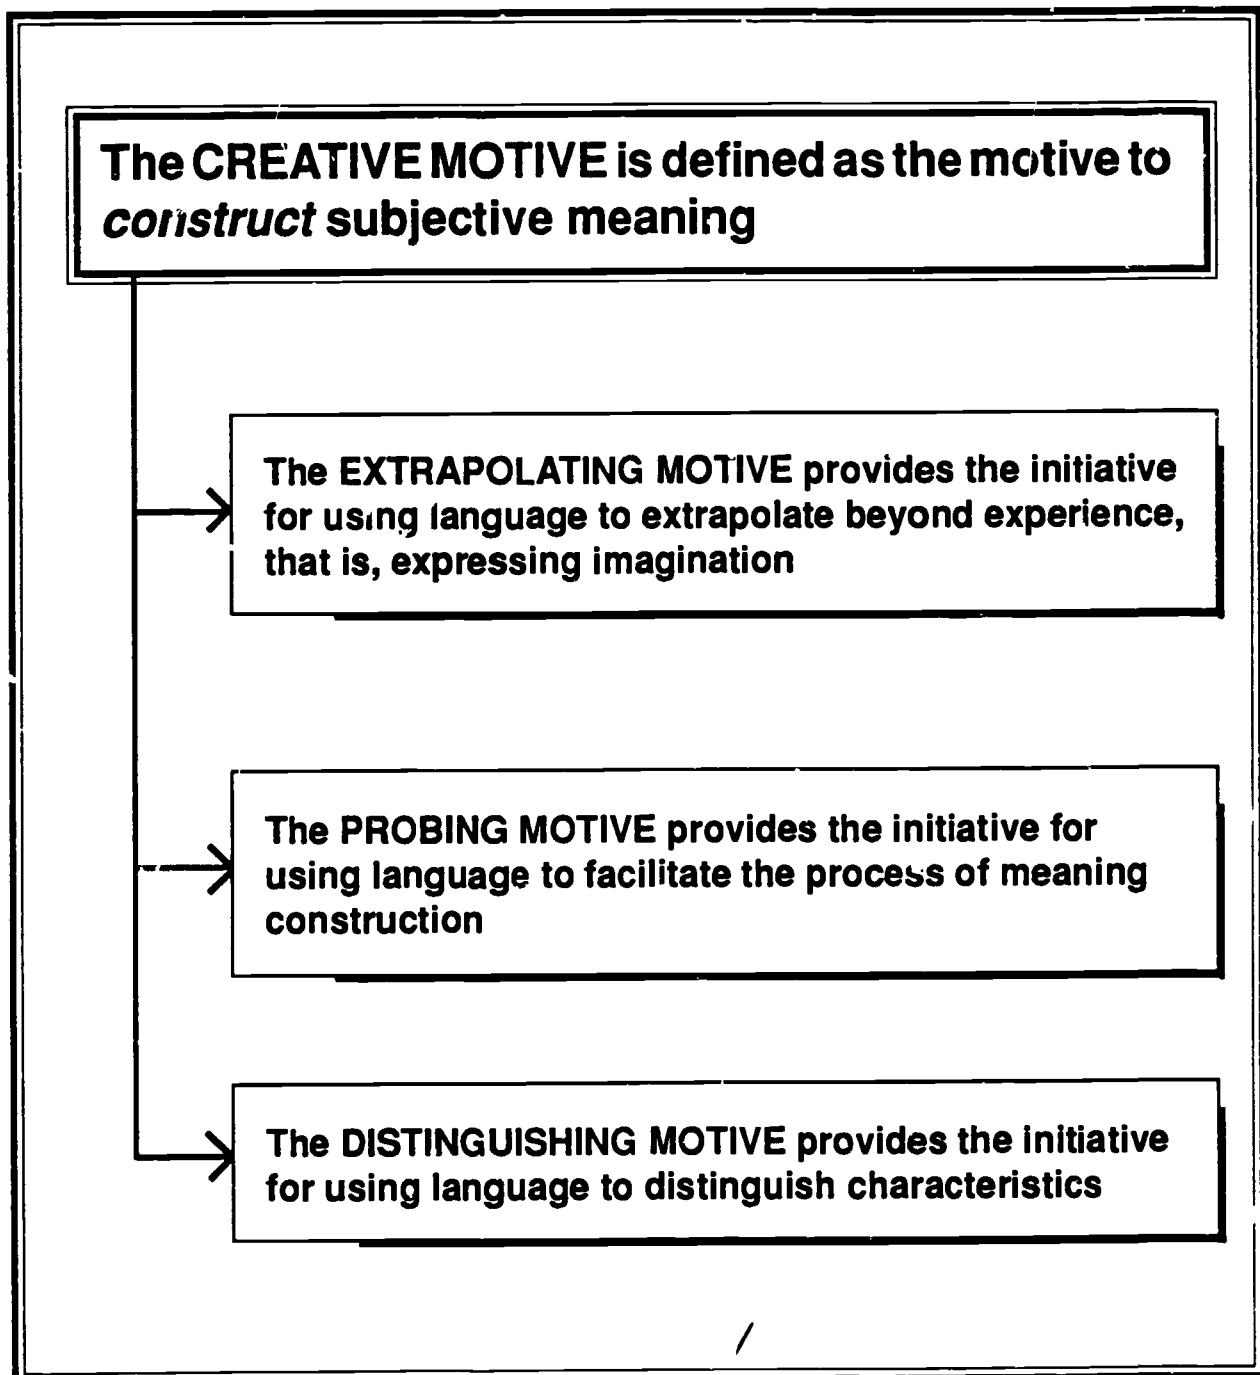 The CREATIVE MOTIVE is defined as the motive to
construct subjective meaning
The EXTRAPOLATING MOTIVE provides the initiative
for using language to extrapolate beyond experience,
that is, expressing imagination
The PROBING MOTIVE provides the initiative for
using language to facilitate the process of meaning
construction
The DISTINGUISHING MOTIVE provides the initiative
for using language to distinguish characteristics